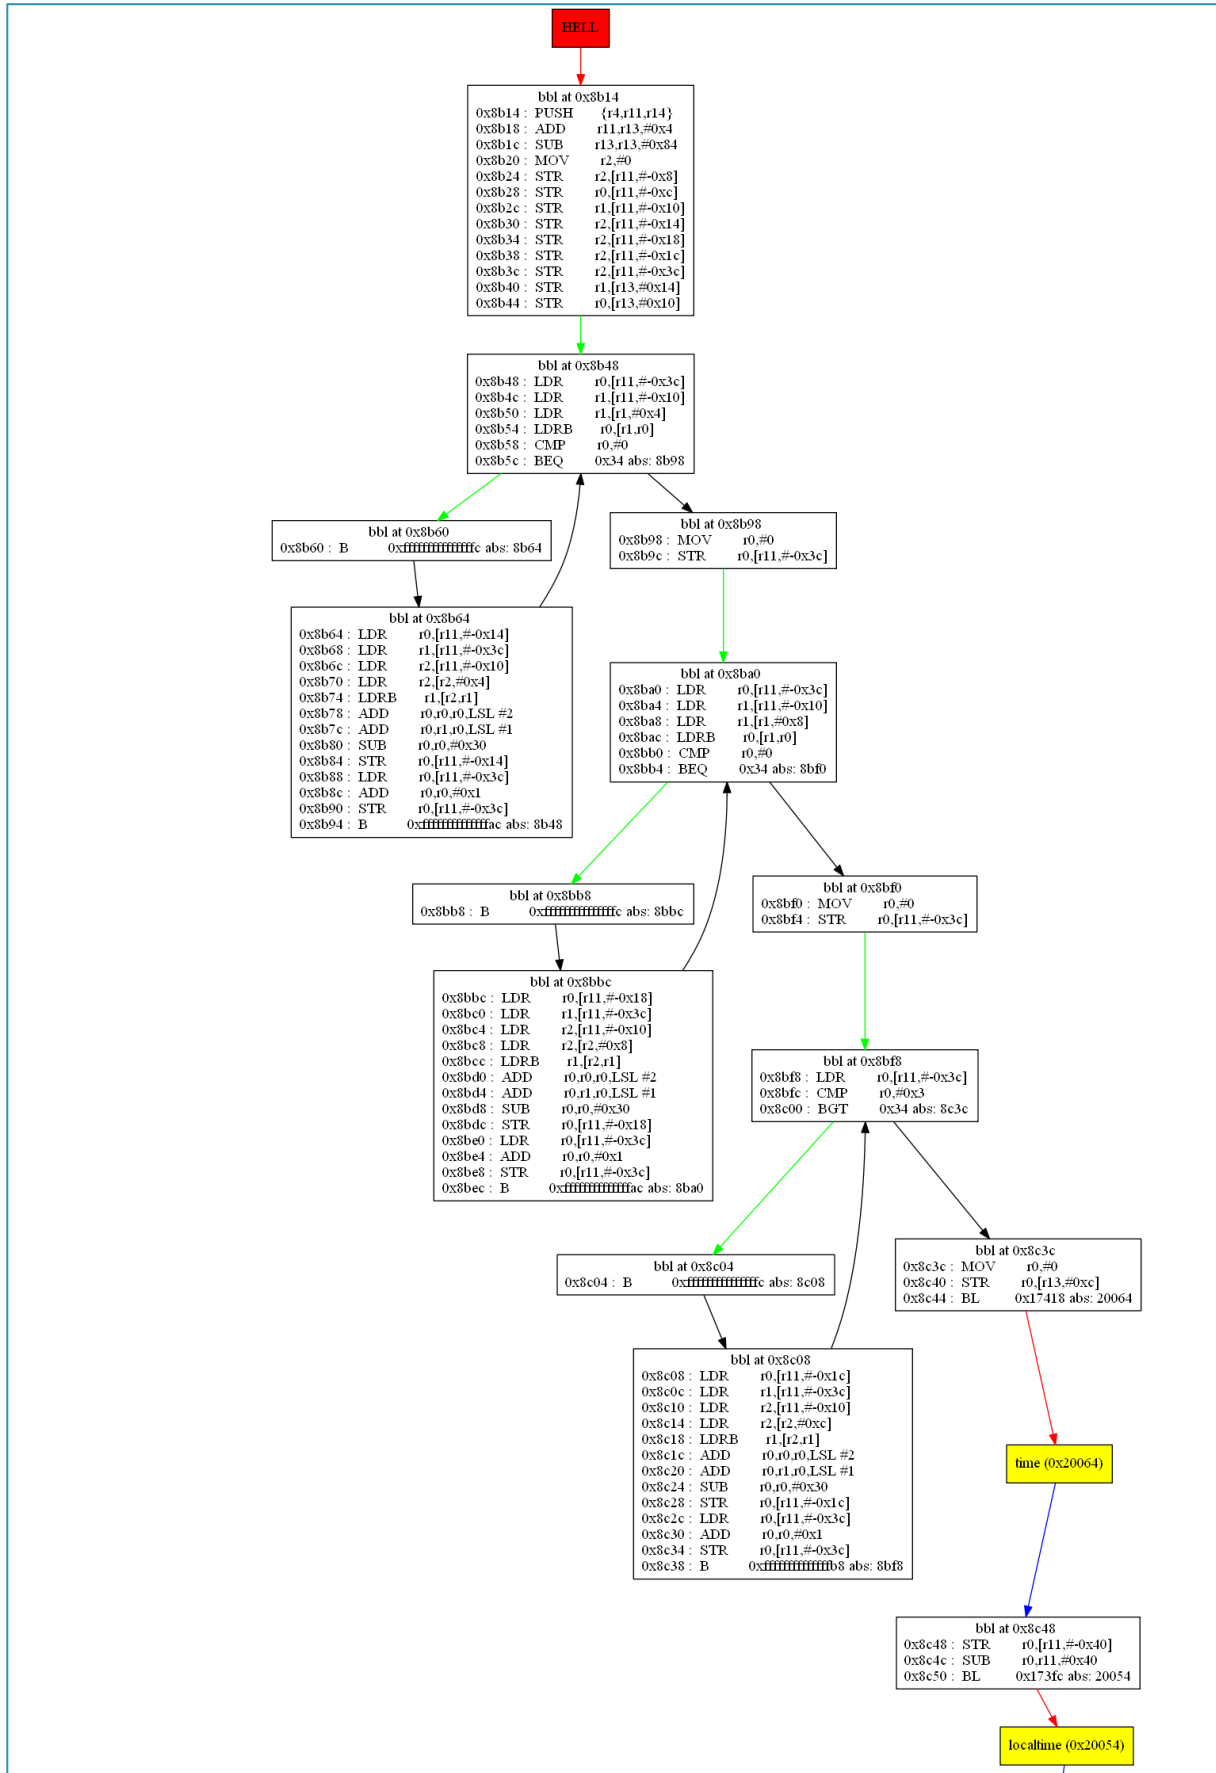 HELL
bbl at 0x8b14
0x8b14 : PUSH {r4,r11,r14}
0x8b18 : ADD r11,r13,#0x4
0x8b1c : SUB r13,r13,#0x84
0x8b20 : MOV r2,#0
0x8b24 : STR r2,[r11,#-0x8]
0x8b28 : STR r0,[r11,#-0xc]
0x8b2c : STR r1,[r11,#-0x10]
0x8b30 : STR r2,[r11,#-0x14]
0x8b34 : STR r2,[r11,#-0x18]
0x8b38 : STR r2,[r11,#-0x1c]
0x8b3c : STR r2,[r11,#-0x3c]
0x8b40 : STR r1,[r13,#0x14]
0x8b44 : STR r0,[r13,#0x10]
bbl at 0x8b48
0x8b48 : LDR r0,[r11,#-0x3c]
0x8b4c : LDR r1,[r11,#-0x10]
0x8b50 : LDR r1,[r1,#0x4]
0x8b54 : LDRB r0,[r1,r0]
0x8b58 : CMP r0,#0
0x8b5c : BEQ 0x34 abs: 8b98
bbl at 0x8b60
0x8b60 : B 0xfffffffffffffffc abs: 8b64
bbl at 0x8b98
0x8b98 : MOV r0,#0
0x8b9c : STR r0,[r11,#-0x3c]
bbl at 0x8b64
0x8b64 : LDR r0,[r11,#-0x14]
0x8b68 : LDR r1,[r11,#-0x3c]
0x8b6c : LDR r2,[r11,#-0x10]
0x8b70 : LDR r2,[r2,#0x4]
0x8b74 : LDRB r1,[r2,r1]
0x8b78 : ADD r0,r0,r0,LSL #2
0x8b7c : ADD r0,r1,r0,LSL #1
0x8b80 : SUB r0,r0,#0x30
0x8b84 : STR r0,[r11,#-0x14]
0x8b88 : LDR r0,[r11,#-0x3c]
0x8b8c : ADD r0,r0,#0x1
0x8b90 : STR r0,[r11,#-0x3c]
0x8b94 : B 0xffffffffffffffac abs: 8b48
bbl at 0x8ba0
0x8ba0 : LDR r0,[r11,#-0x3c]
0x8ba4 : LDR r1,[r11,#-0x10]
0x8ba8 : LDR r1,[r1,#0x8]
0x8bac : LDRB r0,[r1,r0]
0x8bb0 : CMP r0,#0
0x8bb4 : BEQ 0x34 abs: 8bf0
bbl at 0x8bb8
0x8bb8 : B 0xfffffffffffffffc abs: 8bbc
bbl at 0x8bf0
0x8bf0 : MOV r0,#0
0x8bf4 : STR r0,[r11,#-0x3c]
bbl at 0x8bbc
0x8bbc : LDR r0,[r11,#-0x18]
0x8bc0 : LDR r1,[r11,#-0x3c]
0x8bc4 : LDR r2,[r11,#-0x10]
0x8bc8 : LDR r2,[r2,#0x8]
0x8bcc : LDRB r1,[r2,r1]
0x8bd0 : ADD r0,r0,r0,LSL #2
0x8bd4 : ADD r0,r1,r0,LSL #1
0x8bd8 : SUB r0,r0,#0x30
0x8bdc : STR r0,[r11,#-0x18]
0x8be0 : LDR r0,[r11,#-0x3c]
0x8be4 : ADD r0,r0,#0x1
0x8be8 : STR r0,[r11,#-0x3c]
0x8bec : B 0xffffffffffffffac abs: 8ba0
bbl at 0x8bf8
0x8bf8 : LDR r0,[r11,#-0x3c]
0x8bfc : CMP r0,#0x3
0x8c00 : BGT 0x34 abs: 8c3c
bbl at 0x8c04
0x8c04 : B 0xfffffffffffffffc abs: 8c08
bbl at 0x8c3c
0x8c3c : MOV r0,#0
0x8c40 : STR r0,[r13,#0xc]
0x8c44 : BL 0x17418 abs: 20064
bbl at 0x8c08
0x8c08 : LDR r0,[r11,#-0x1c]
0x8c0c : LDR r1,[r11,#-0x3c]
0x8c10 : LDR r2,[r11,#-0x10]
0x8c14 : LDR r2,[r2,#0xc]
0x8c18 : LDRB r1,[r2,r1]
0x8c1c : ADD r0,r0,r0,LSL #2
0x8c20 : ADD r0,r1,r0,LSL #1
0x8c24 : SUB r0,r0,#0x30
0x8c28 : STR r0,[r11,#-0x1c]
0x8c2c : LDR r0,[r11,#-0x3c]
0x8c30 : ADD r0,r0,#0x1
0x8c34 : STR r0,[r11,#-0x3c]
0x8c38 : B 0xffffffffffffffb8 abs: 8bf8
time (0x20064)
bbl at 0x8c48
0x8c48 : STR r0,[r11,#-0x40]
0x8c4c : SUB r0,r11,#0x40
0x8c50 : BL 0x173fc abs: 20054
localtime (0x20054)